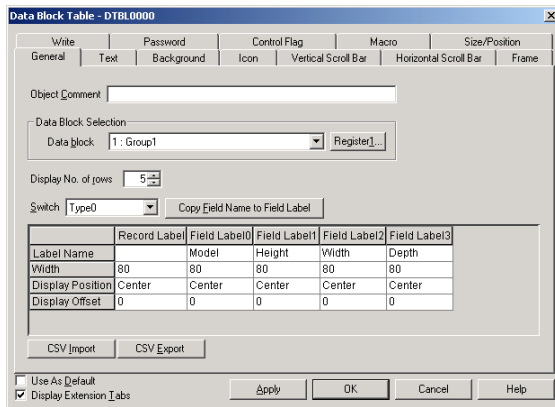 Data Block Table - DTBL0000
Write Password Control Flag Macro Size/Position
General Text Background Icon Vertical Scroll Bar Horizontal Scroll Bar Frame
Object Comment
Data Block Selection
Data block 1 : Group1 Register1...
Display No. of rows 5
Switch Type0 Copy Field Name to Field Label
Record Label Field Label0 Field Label1 Field Label2 Field Label3
Label Name Model Height Width Depth
Width 80 80 80 80 80
Display Position Center Center Center Center Center
Display Offset 0 0 0 0 0
CSV Import CSV Export
Use As Default
Display Extension Tabs
Apply OK Cancel Help